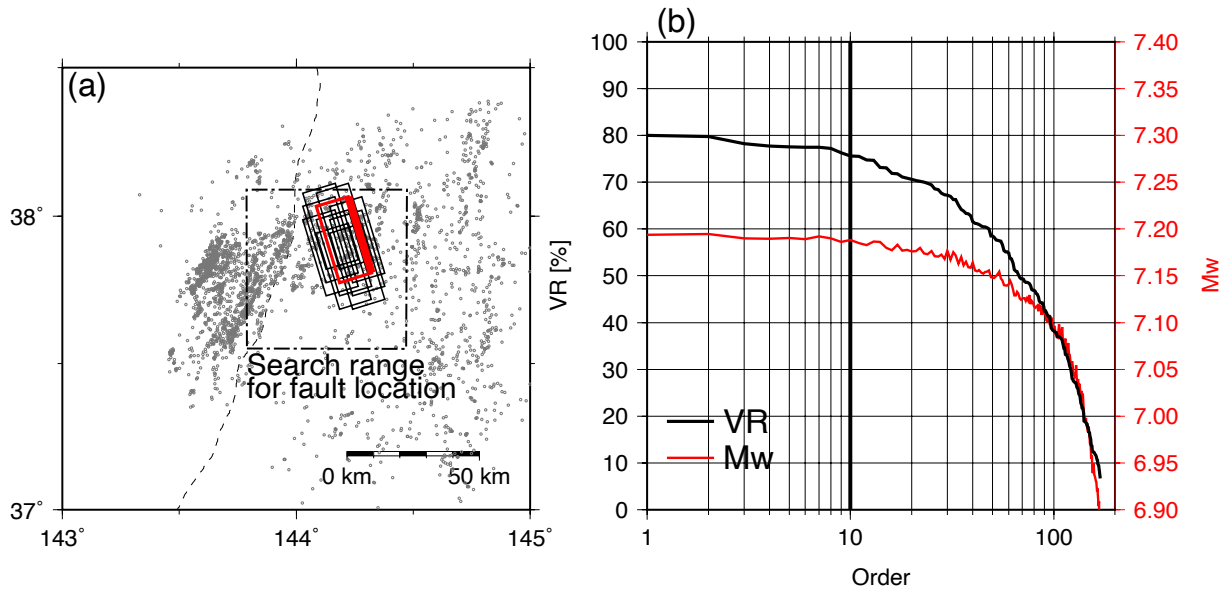 (a)
38˚
37˚
143˚
144˚
145˚
Search range
for fault location
0 km
50 km
(b)
100
90
80
70
60
50
40
30
20
10
0
VR [%]
VR
Mw
1
10
100
Order
7.40
7.35
7.30
7.25
7.20
7.15
7.10
7.05
7.00
6.95
6.90
Mw